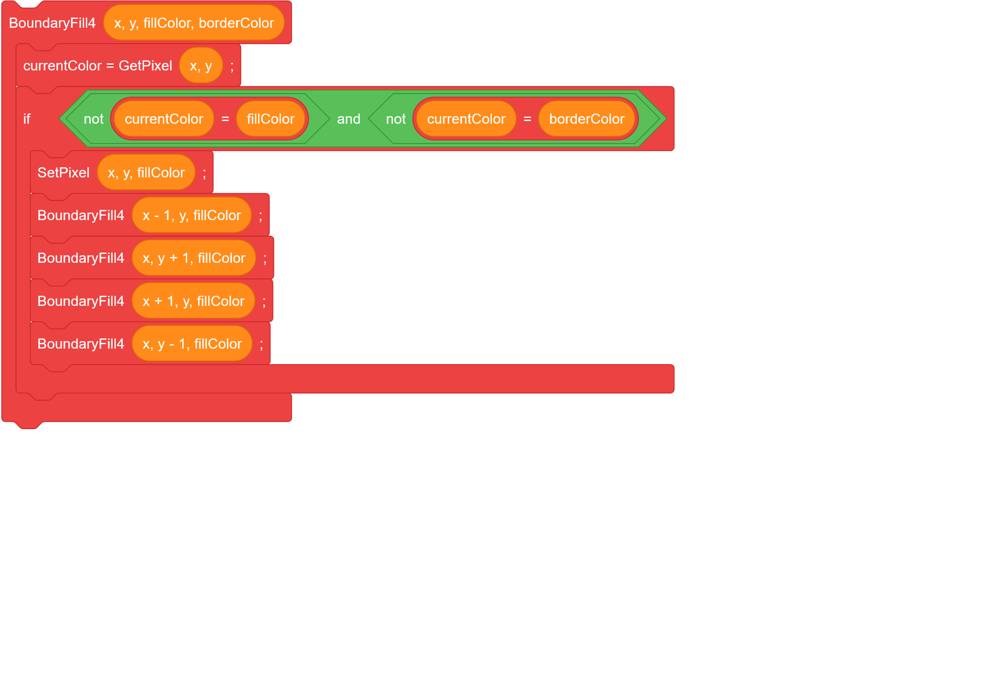 BoundaryFill4 x, y, fillColor, borderColor
currentColor = GetPixel x, y ;
if not currentColor = fillColor and not currentColor = borderColor
SetPixel x, y, fillColor ;
BoundaryFill4 x - 1, y, fillColor ;
BoundaryFill4 x, y + 1, fillColor ;
BoundaryFill4 x + 1, y, fillColor ;
BoundaryFill4 x, y - 1, fillColor ;